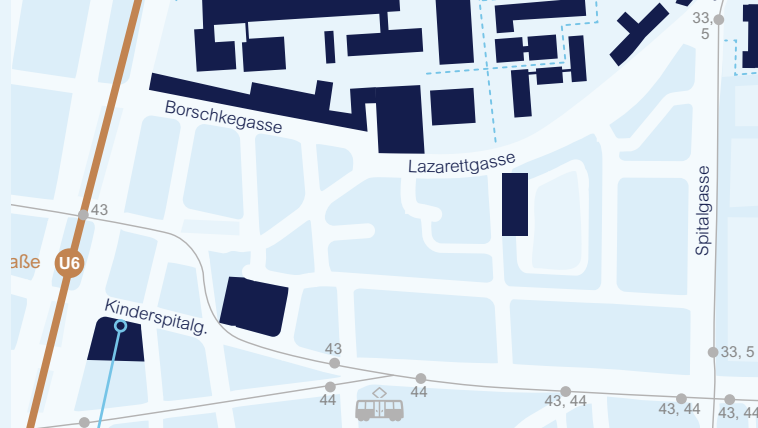 33,
5
Borschkegasse
Lazarettgasse
Spitalgasse
43
aße
U6
Kinderspitalg.
43
33, 5
44
44
43, 44
43, 44
43, 44